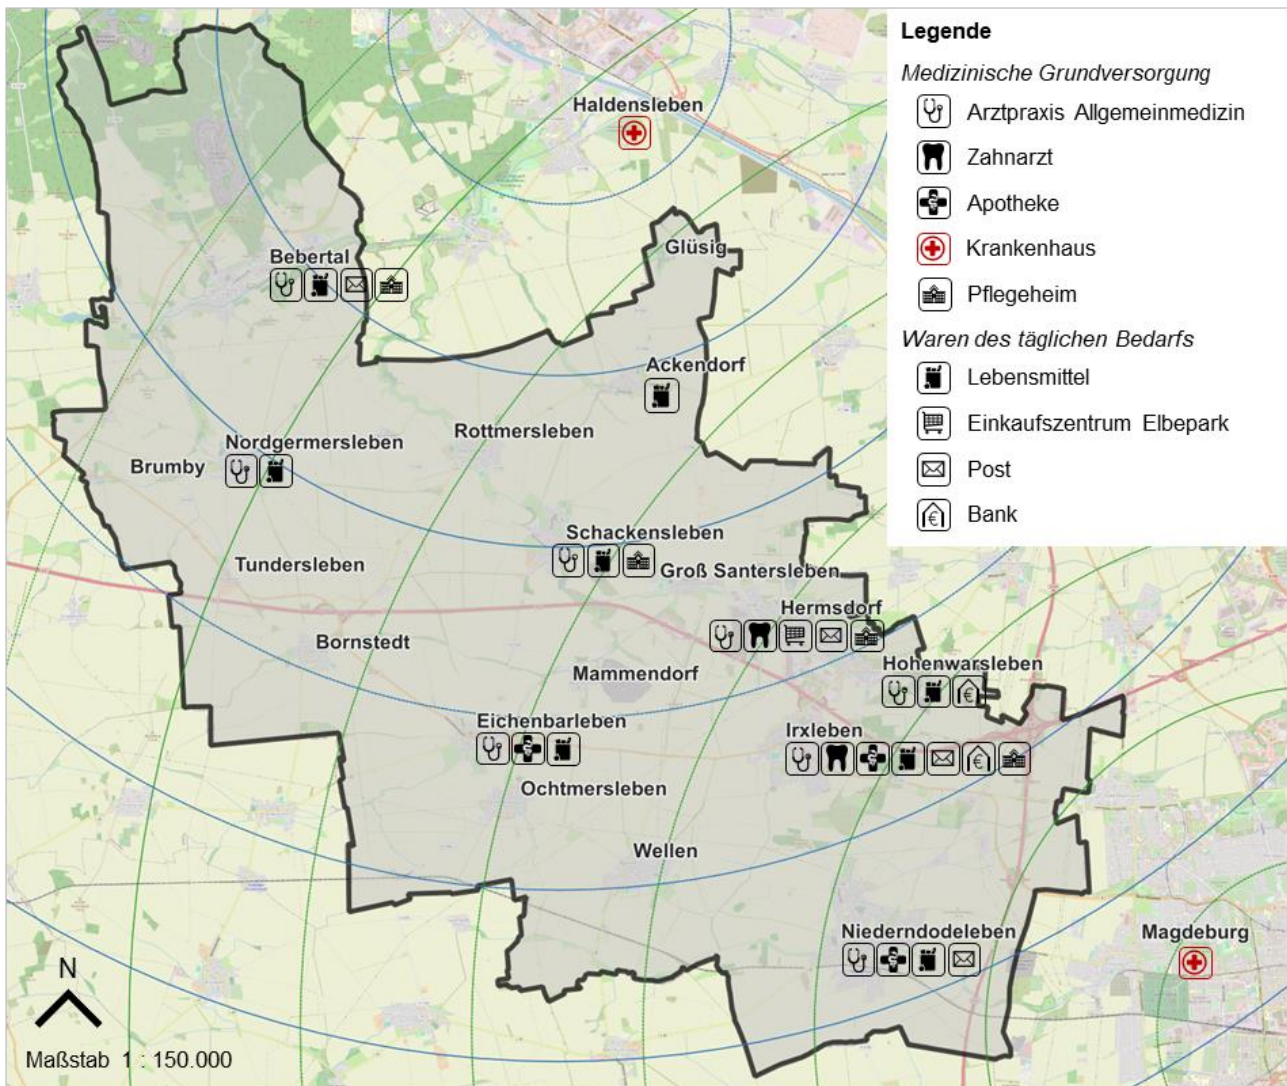 Legende
Medizinische Grundversorgung
Arztpraxis Allgemeinmedizin
Zahnarzt
Apotheke
Krankenhaus
Pflegeheim
Waren des täglichen Bedarfs
Lebensmittel
Einkaufszentrum Elbepark
Post
Bank
Haldensleben
Glüsig
Bebertal
Ackendorf
Rottmersleben
Nordgermersleben
Brumby
Schackensleben
Tundersleben
Groß Santersleben
Hermsdorf
Bornstedt
Hohenwarsleben
Mammendorf
Eichenbarleben
Irxleben
Ochtmersleben
Wellen
Niederndodeleben
Magdeburg
N
Maßstab 1 : 150.000